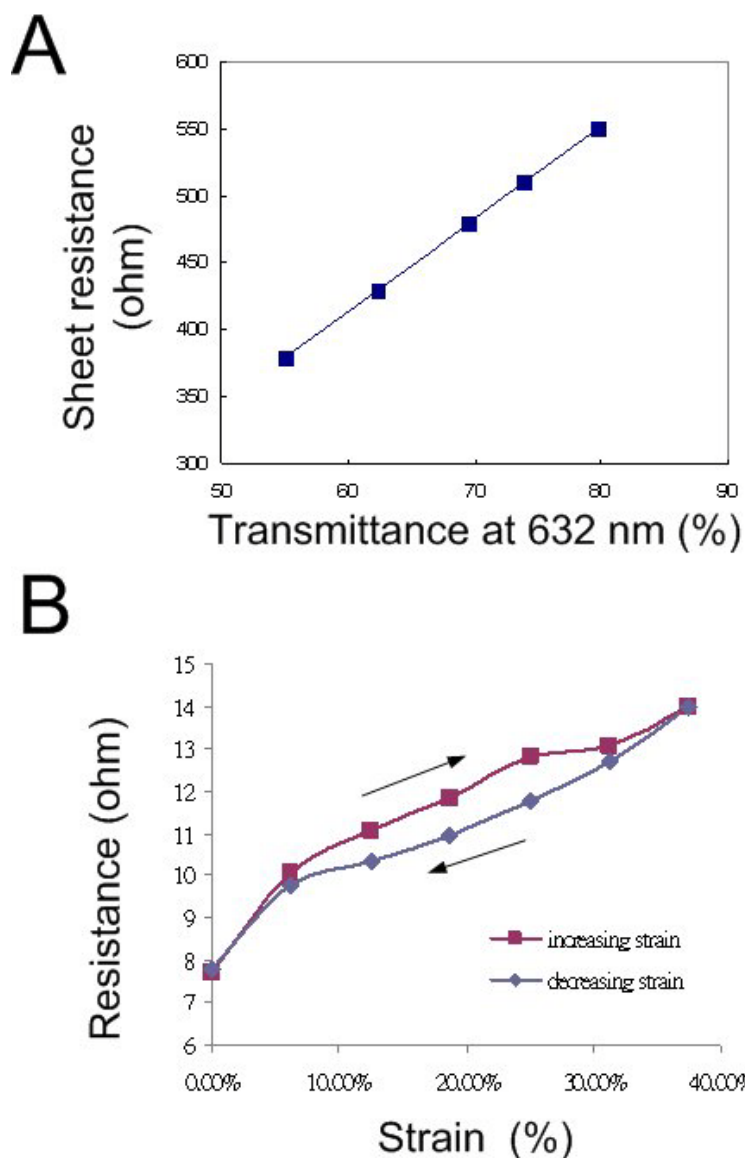 A
600
550
500
450
400
350
300
Sheet resistance
(ohm)
50 60 70 80 90
Transmittance at 632 nm (%)
B
15
14
13
12
11
10
9
8
7
6
Resistance (ohm)
increasing strain
decreasing strain
0.00% 10.00% 20.00% 30.00% 40.00%
Strain (%)